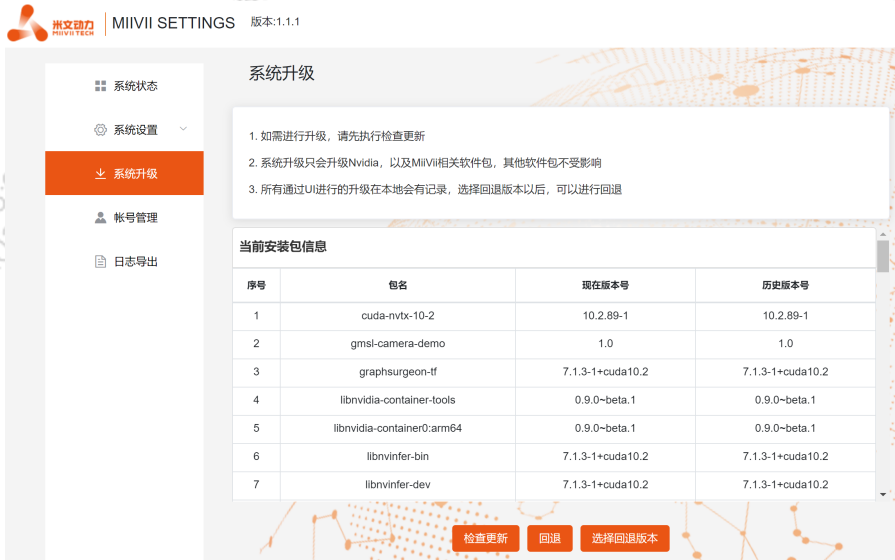 米文动力
MIIVII TECH
MIIVII SETTINGS
版本:1.1.1
系统状态
系统设置
系统升级
帐号管理
日志导出
系统升级
1. 如需进行升级，请先执行检查更新
2. 系统升级只会升级Nvidia，以及MiiVii相关软件包，其他软件包不受影响
3. 所有通过UI进行的升级在本地会有记录，选择回退版本以后，可以进行回退
当前安装包信息
序号 包名 现在版本号 历史版本号
1 cuda-nvtx-10-2 10.2.89-1 10.2.89-1
2 gmsl-camera-demo 1.0 1.0
3 graphsurgeon-tf 7.1.3-1+cuda10.2 7.1.3-1+cuda10.2
4 libnvidia-container-tools 0.9.0~beta.1 0.9.0~beta.1
5 libnvidia-container0:arm64 0.9.0~beta.1 0.9.0~beta.1
6 libnvinfer-bin 7.1.3-1+cuda10.2 7.1.3-1+cuda10.2
7 libnvinfer-dev 7.1.3-1+cuda10.2 7.1.3-1+cuda10.2
检查更新 回退 选择回退版本